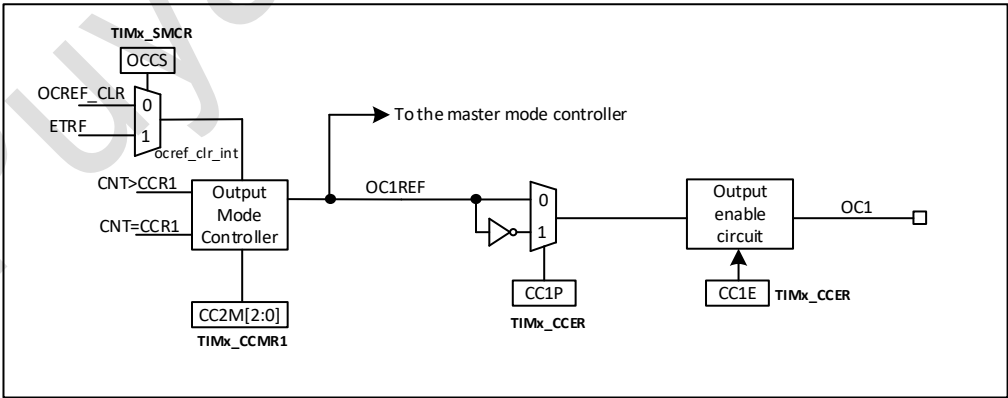 TIMx_SMCR
OCCS
OCREF_CLR
0
ETRF
1
To the master mode controller
ocref_clr_int
CNT>CCR1
CNT=CCR1
Output
Mode
Controller
OC1REF
0
1
Output
enable
circuit
OC1
CC1P
TIMx_CCER
CC1E
TIMx_CCER
CC2M[2:0]
TIMx_CCMR1